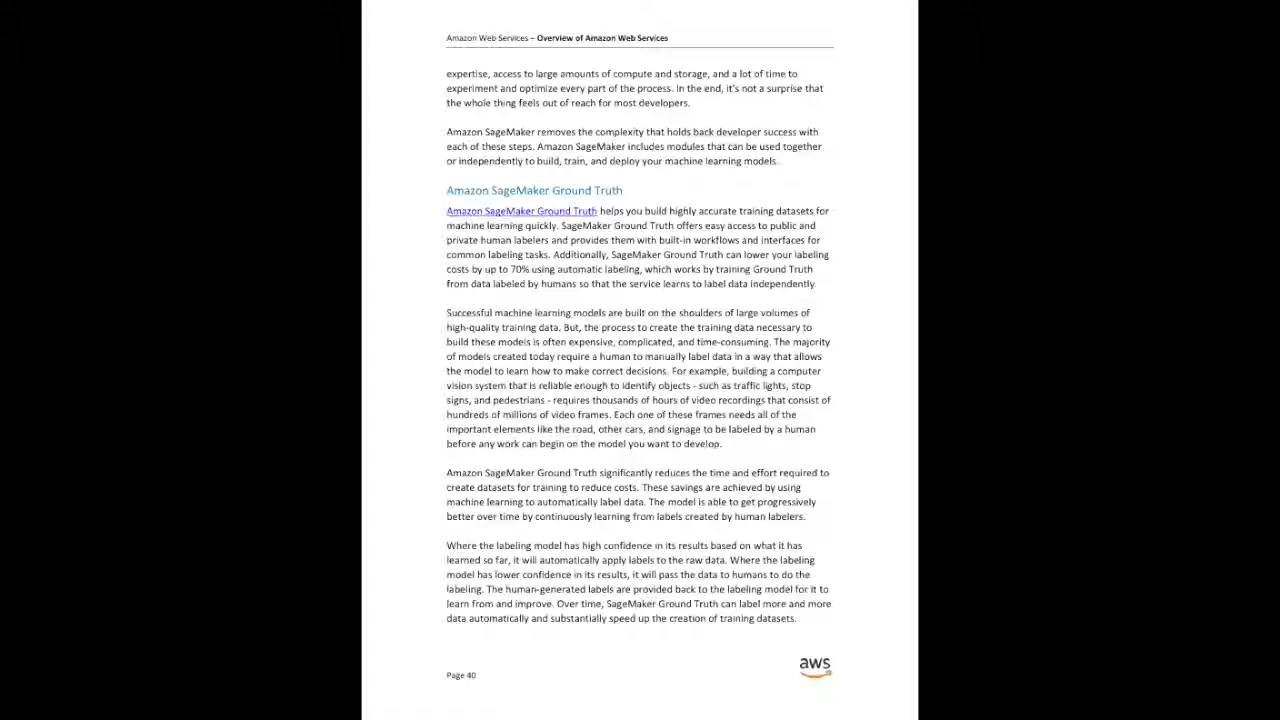 Amazon Web Services – Overview of Amazon Web Services
expertise, access to large amounts of compute and storage, and a lot of time to
experiment and optimize every part of the process. In the end, it's not a surprise that
the whole thing feels out of reach for most developers.
Amazon SageMaker removes the complexity that holds back developer success with
each of these steps. Amazon SageMaker includes modules that can be used together
or independently to build, train, and deploy your machine learning models.
Amazon SageMaker Ground Truth
Amazon SageMaker Ground Truth helps you build highly accurate training datasets for
machine learning quickly. SageMaker Ground Truth offers easy access to public and
private human labelers and provides them with built-in workflows and interfaces for
common labeling tasks. Additionally, SageMaker Ground Truth can lower your labeling
costs by up to 70% using automatic labeling, which works by training Ground Truth
from data labeled by humans so that the service learns to label data independently.
Successful machine learning models are built on the shoulders of large volumes of
high-quality training data. But, the process to create the training data necessary to
build these models is often expensive, complicated, and time-consuming. The majority
of models created today require a human to manually label data in a way that allows
the model to learn how to make correct decisions. For example, building a computer
vision system that is reliable enough to identify objects - such as traffic lights, stop
signs, and pedestrians - requires thousands of hours of video recordings that consist of
hundreds of millions of video frames. Each one of these frames needs all of the
important elements like the road, other cars, and signage to be labeled by a human
before any work can begin on the model you want to develop.
Amazon SageMaker Ground Truth significantly reduces the time and effort required to
create datasets for training to reduce costs. These savings are achieved by using
machine learning to automatically label data. The model is able to get progressively
better over time by continuously learning from labels created by human labelers.
Where the labeling model has high confidence in its results based on what it has
learned so far, it will automatically apply labels to the raw data. Where the labeling
model has lower confidence in its results, it will pass the data to humans to do the
labeling. The human-generated labels are provided back to the labeling model for it to
learn from and improve. Over time, SageMaker Ground Truth can label more and more
data automatically and substantially speed up the creation of training datasets.
aws
Page 40